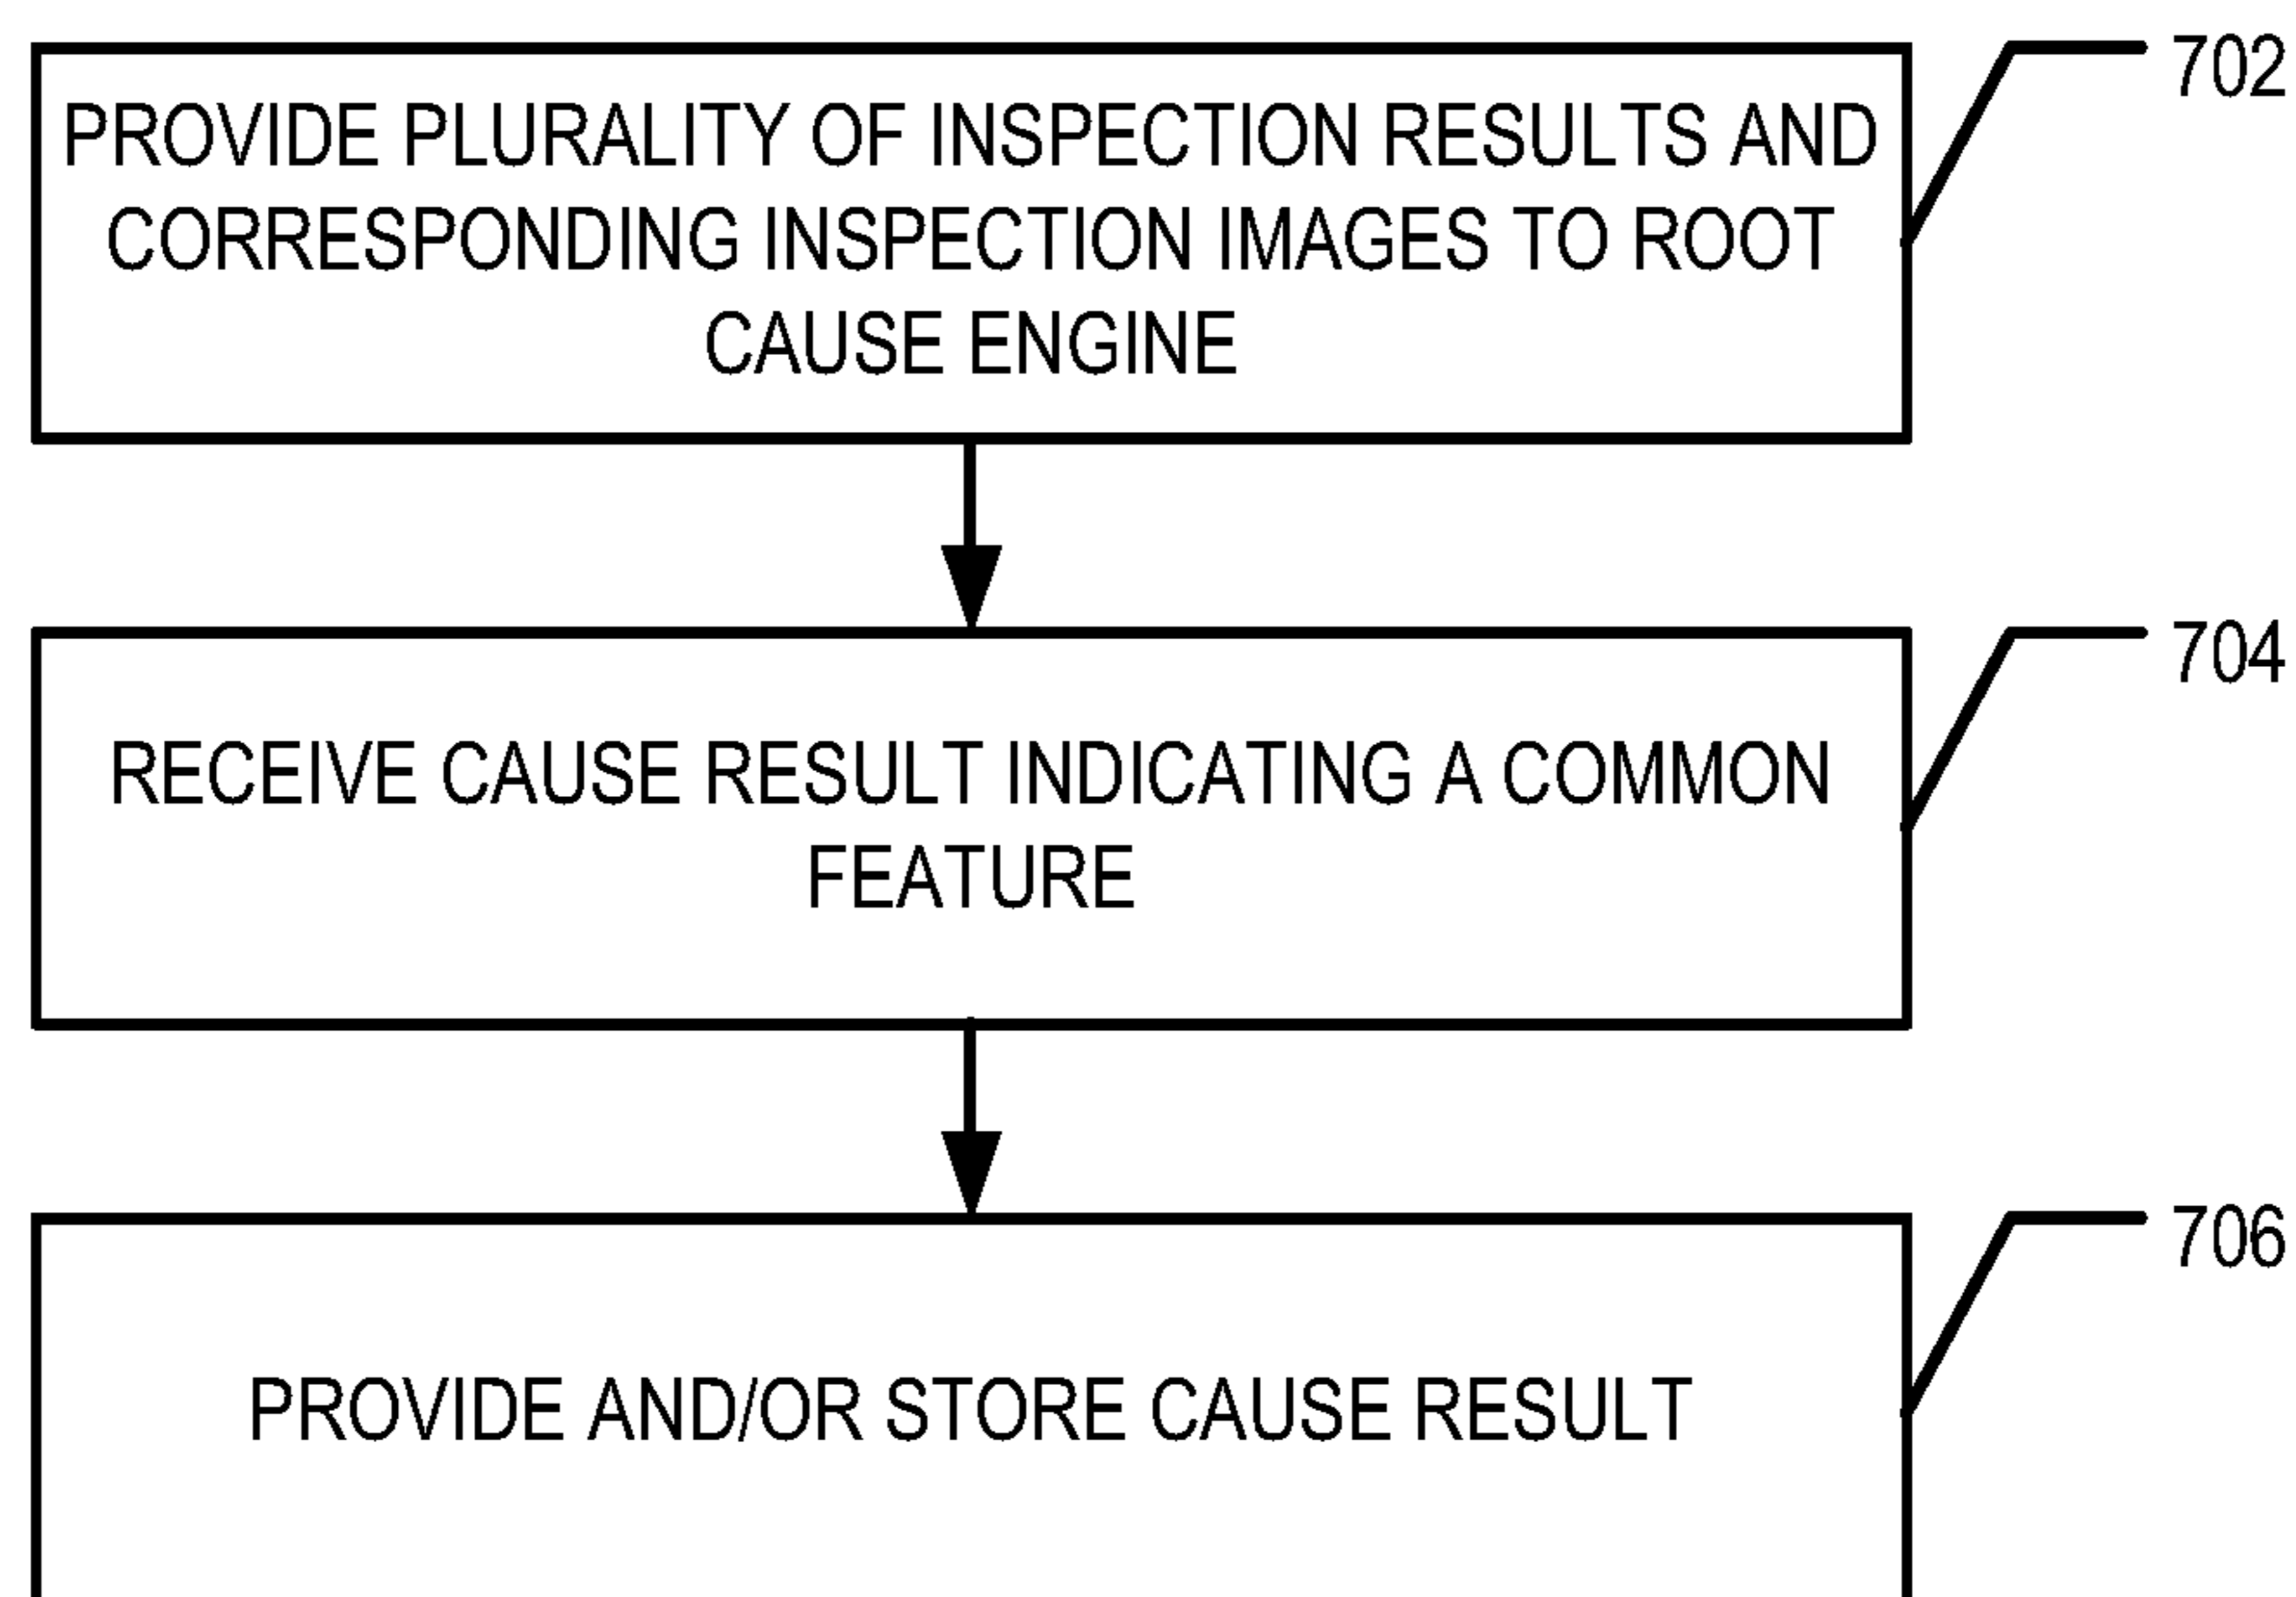 702
PROVIDE PLURALITY OF INSPECTION RESULTS AND
CORRESPONDING INSPECTION IMAGES TO ROOT
CAUSE ENGINE
704
RECEIVE CAUSE RESULT INDICATING A COMMON
FEATURE
706
PROVIDE AND/OR STORE CAUSE RESULT